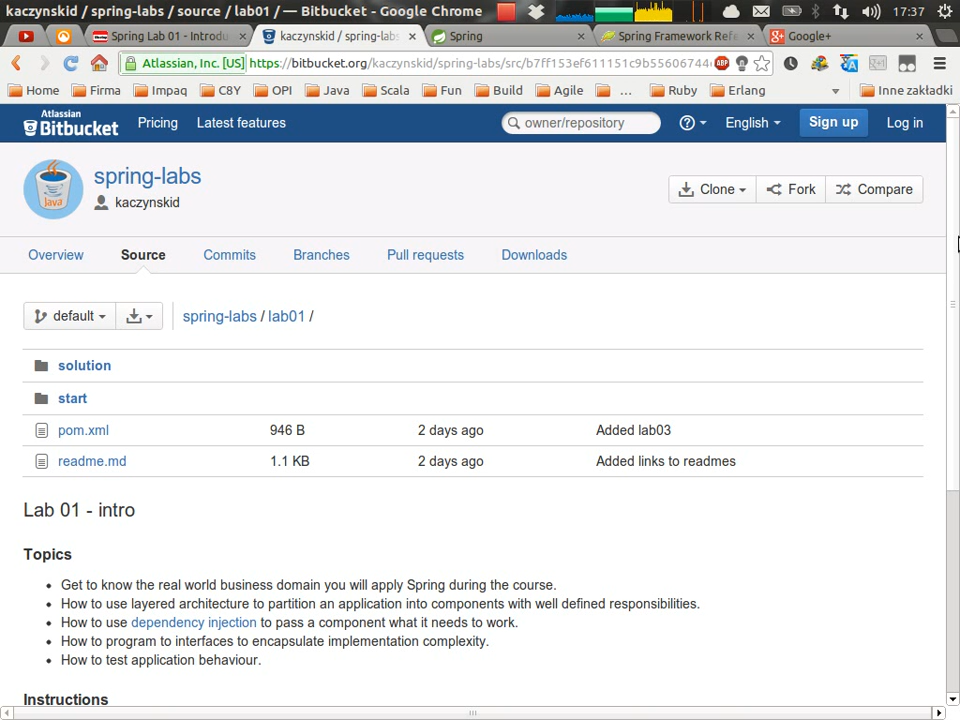 kaczynskid / spring-labs / source / lab01 / — Bitbucket - Google Chrome
17:37
Spring Lab 01 - Introdu
kaczynskid / spring-labs
Spring
Spring Framework Refe
Google+
Atlassian, Inc. [US]
https://bitbucket.org/kaczynskid/spring-labs/src/b7ff153ef611151c9b55606744
ABP
Home
Firma
Impaq
C8Y
OPI
Java
Scala
Fun
Build
Agile
...
Ruby
Erlang
Inne zakładki
Atlassian
Bitbucket
Pricing
Latest features
owner/repository
English
Sign up
Log in
Java
spring-labs
kaczynskid
Clone
Fork
Compare
Overview
Source
Commits
Branches
Pull requests
Downloads
default
spring-labs / lab01 /
solution
start
pom.xml 946 B 2 days ago Added lab03
readme.md 1.1 KB 2 days ago Added links to readmes
Lab 01 - intro
Topics
• Get to know the real world business domain you will apply Spring during the course.
• How to use layered architecture to partition an application into components with well defined responsibilities.
• How to use dependency injection to pass a component what it needs to work.
• How to program to interfaces to encapsulate implementation complexity.
• How to test application behaviour.
Instructions